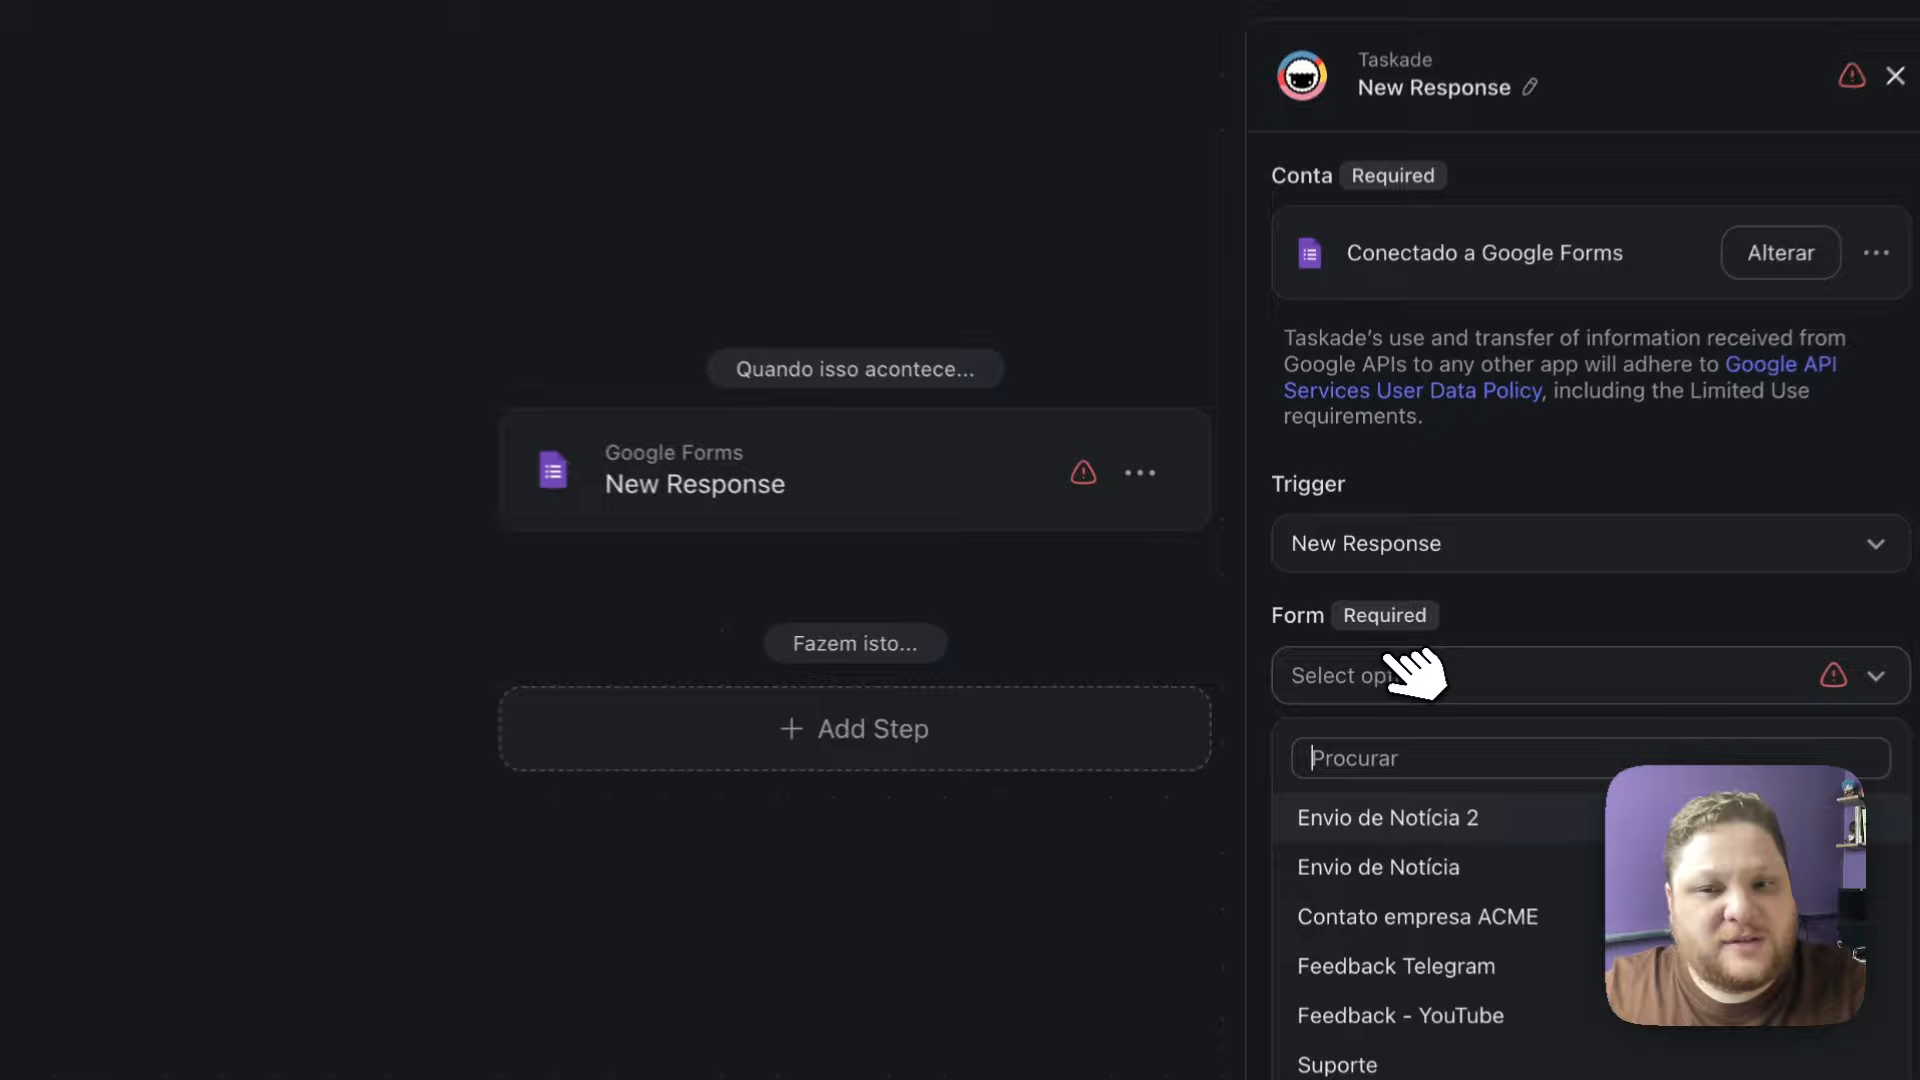 Taskade
New Response
Conta Required
Conectado a Google Forms
Alterar
Taskade's use and transfer of information received from
Google APIs to any other app will adhere to Google API
Services User Data Policy, including the Limited Use
requirements.
Quando isso acontece...
Google Forms
New Response
Trigger
New Response
Form Required
Fazem isto...
Select
+ Add Step
Procurar
Envio de Notícia 2
Envio de Notícia
Contato empresa ACME
Feedback Telegram
Feedback - YouTube
Suporte